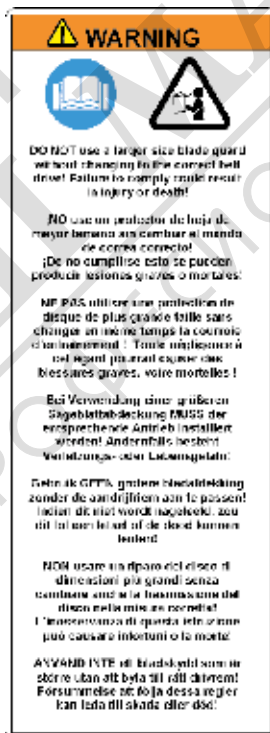 WARNING
DO NOT use a larger size blade guard
without changing to the correct belt
drive! Failure to comply could result
in injury or death!
¡NO use un protector de hoja de
mayor tamano sin cambiar el mando
de correa correcto!
¡De no cumplirse esto se pueden
producir lesiones graves o mortales!
NE PAS utiliser une protection de
disque de plus grande taille sans
changer en même temps la courroie
d'entrainement ! Toute négligence à
cet égard pourrait causer des
blessures graves, voire mortelles !
Bei Verwendung einer größeren
Sägeblattabdeckung MUSS der
entsprechende Antrieb installiert
werden! Andernfalls besteht
Verletzungs- oder Lebensgefahr!
Gebruik GEEN grotere bladafdekking
zonder de aandrijfriem aan te passen!
Indien dit niet wordt nageleefd, zou
dit tot een letsel of de dood kunnen
leiden!
NON usare un riparo del disco di
dimensioni più grandi senza
cambiare anche la trasmissione del
disco nella misura corretta!
L'inosservanza di questa istruzione
può causare infortuni o la morte!
ANVÄND INTE ett bladskydd som är
större utan att byta till rätt drivrem!
Försummelse att följa dessa regler
kan leda till skada eller död!